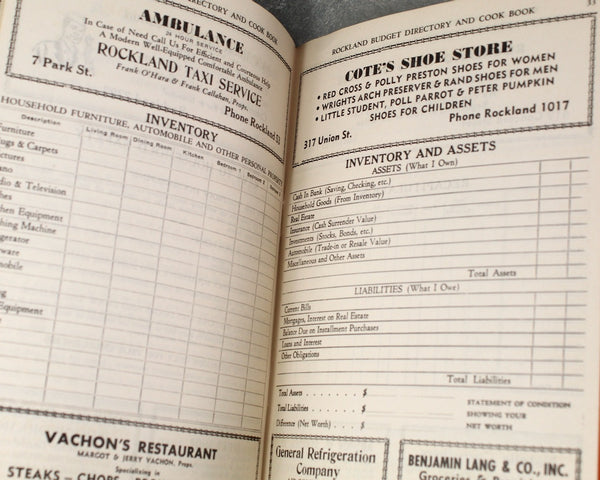 DIRECTORY AND COOK BOOK
AMBULANCE
24 HOUR SERVICE
In Case of Need Call Us For Efficient and Courteous Help
A Modern Well-Equipped Comfortable Ambulance
ROCKLAND TAXI SERVICE
Frank O'Hara & Frank Callahan, Props.
7 Park St.
Phone Rockland
INVENTORY
HOUSEHOLD FURNITURE, AUTOMOBILE AND OTHER PERSONAL PROPERTY
Description Living Room Dining Room Kitchen Bedroom 1 Bedroom 2
Furniture
Rugs & Carpets
Radio & Television
Kitchen Equipment
Equipment
VACHON'S RESTAURANT
MARGOT & JERRY VACHON, Props.
Specializing in
STEAKS - CHOPS
ROCKLAND BUDGET DIRECTORY AND COOK BOOK 33
COTE'S SHOE STORE
• RED CROSS & POLLY PRESTON SHOES FOR WOMEN
• WRIGHTS ARCH PRESERVER & RAND SHOES FOR MEN
• LITTLE STUDENT, POLL PARROT & PETER PUMPKIN
SHOES FOR CHILDREN
317 Union St. Phone Rockland 1017
INVENTORY AND ASSETS
ASSETS (What I Own)
Cash In Bank (Saving, Checking, etc.)
Household Goods (From Inventory)
Real Estate
Insurance (Cash Surrender Value)
Investments (Stocks, Bonds, etc.)
Automobile (Trade-in or Resale Value)
Miscellaneous and Other Assets
Total Assets
LIABILITIES (What I Owe)
Current Bills
Mortgages, Interest on Real Estate
Balance Due on Installment Purchases
Loans and Interest
Other Obligations
Total Liabilities
Total Assets . . . . . . . . $
Total Liabilities . . . . . . . $
Difference (Net Worth) . . . . $
STATEMENT OF CONDITION
SHOWING YOUR
NET WORTH
General Refrigeration
Company
BENJAMIN LANG & CO., INC.